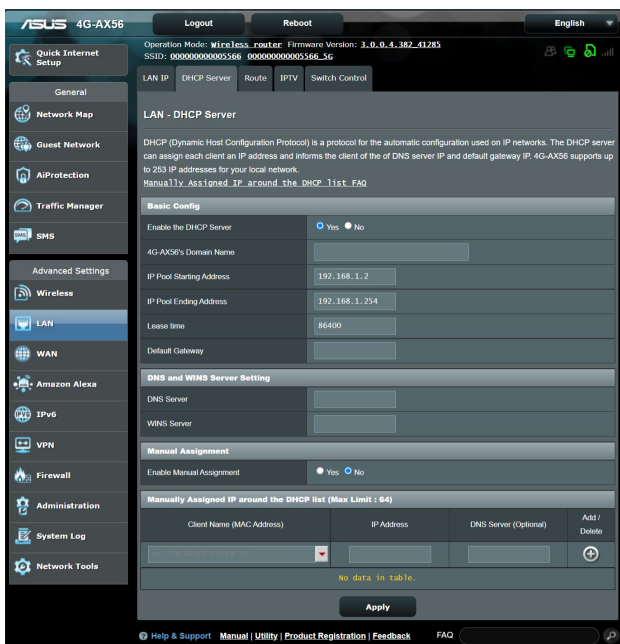 ASUS 4G-AX56
Logout
Reboot
English
Operation Mode: Wireless router Firmware Version: 3.0.0.4.382_41285
SSID: 000000000005566 000000000005566_5G
Quick Internet Setup
General
Network Map
Guest Network
AiProtection
Traffic Manager
SMS
Advanced Settings
Wireless
LAN
WAN
Amazon Alexa
IPv6
VPN
Firewall
Administration
System Log
Network Tools
LAN IP
DHCP Server
Route
IPTV
Switch Control
LAN - DHCP Server
DHCP (Dynamic Host Configuration Protocol) is a protocol for the automatic configuration used on IP networks. The DHCP server
can assign each client an IP address and informs the client of the of DNS server IP and default gateway IP. 4G-AX56 supports up
to 253 IP addresses for your local network.
Manually Assigned IP around the DHCP list FAQ
Basic Config
Enable the DHCP Server
Yes No
4G-AX56's Domain Name
IP Pool Starting Address
192.168.1.2
IP Pool Ending Address
192.168.1.254
Lease time
86400
Default Gateway
DNS and WINS Server Setting
DNS Server
WINS Server
Manual Assignment
Enable Manual Assignment
Yes No
Manually Assigned IP around the DHCP list (Max Limit : 64)
Client Name (MAC Address)
IP Address
DNS Server (Optional)
Add / Delete
No data in table.
Apply
Help & Support Manual | Utility | Product Registration | Feedback
FAQ